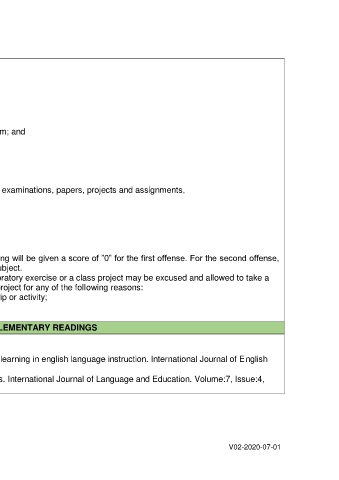 m; and
examinations, papers, projects and assignments,
ng will be given a score of "0" for the first offense. For the second offense,
bject.
ratory exercise or a class project may be excused and allowed to take a
roject for any of the following reasons:
ip or activity;
LEMENTARY READINGS
learning in english language instruction. International Journal of English
s. International Journal of Language and Education. Volume:7, Issue:4,
V02-2020-07-01